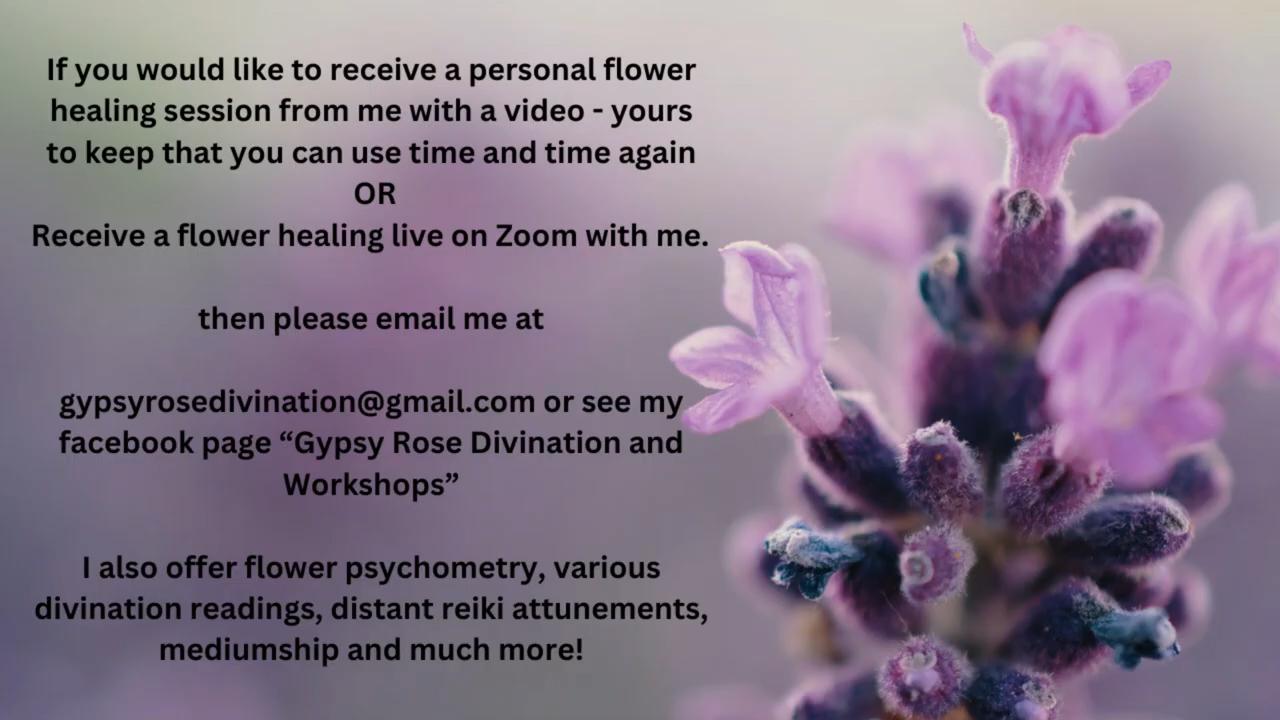 If you would like to receive a personal flower
healing session from me with a video - yours
to keep that you can use time and time again
OR
Receive a flower healing live on Zoom with me.
then please email me at
gypsyrosedivination@gmail.com or see my
facebook page “Gypsy Rose Divination and
Workshops”
I also offer flower psychometry, various
divination readings, distant reiki attunements,
mediumship and much more!